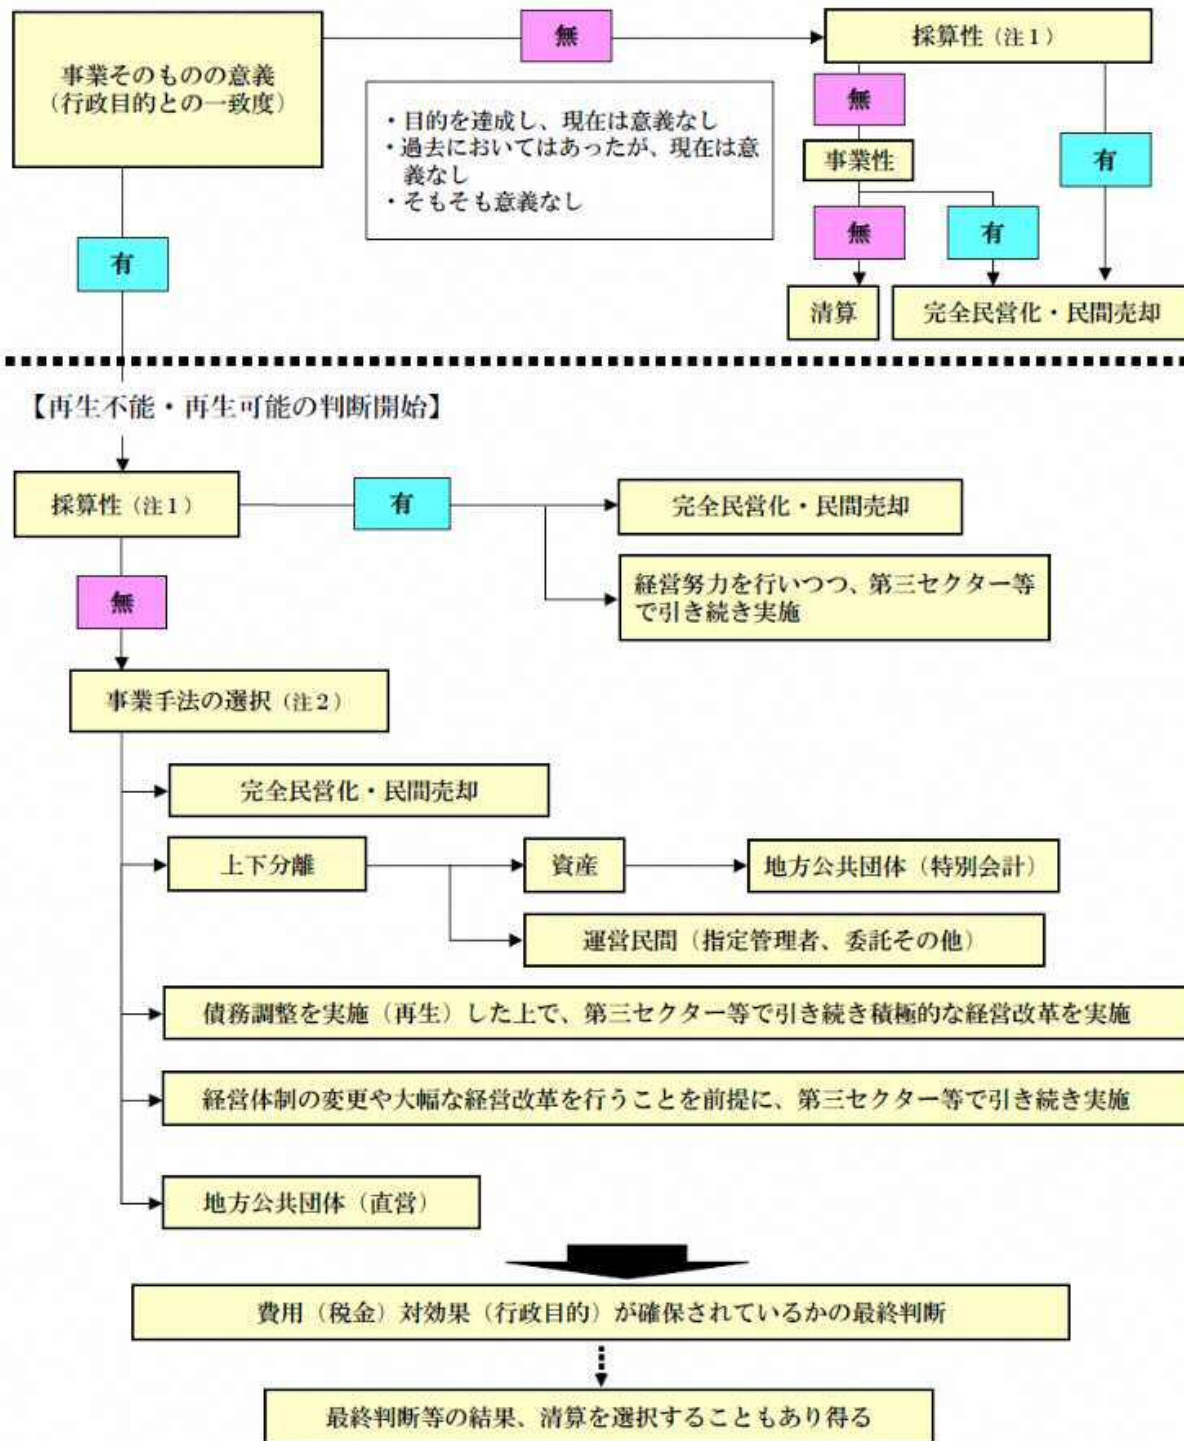 事業そのものの意義
（行政目的との一致度）
無
・目的を達成し、現在は意義なし
・過去においてはあったが、現在は意
義なし
・そもそも意義なし
採算性（注１）
無
事業性
有
無
有
清算
完全民営化・民間売却
有
【再生不能・再生可能の判断開始】
採算性（注１）
有
完全民営化・民間売却
経営努力を行いつつ、第三セクター等
で引き続き実施
無
事業手法の選択（注２）
完全民営化・民間売却
上下分離
資産
地方公共団体（特別会計）
運営民間（指定管理者、委託その他）
債務調整を実施（再生）した上で、第三セクター等で引き続き積極的な経営改革を実施
経営体制の変更や大幅な経営改革を行うことを前提に、第三セクター等で引き続き実施
地方公共団体（直営）
費用（税金）対効果（行政目的）が確保されているかの最終判断
最終判断等の結果、清算を選択することもあり得る